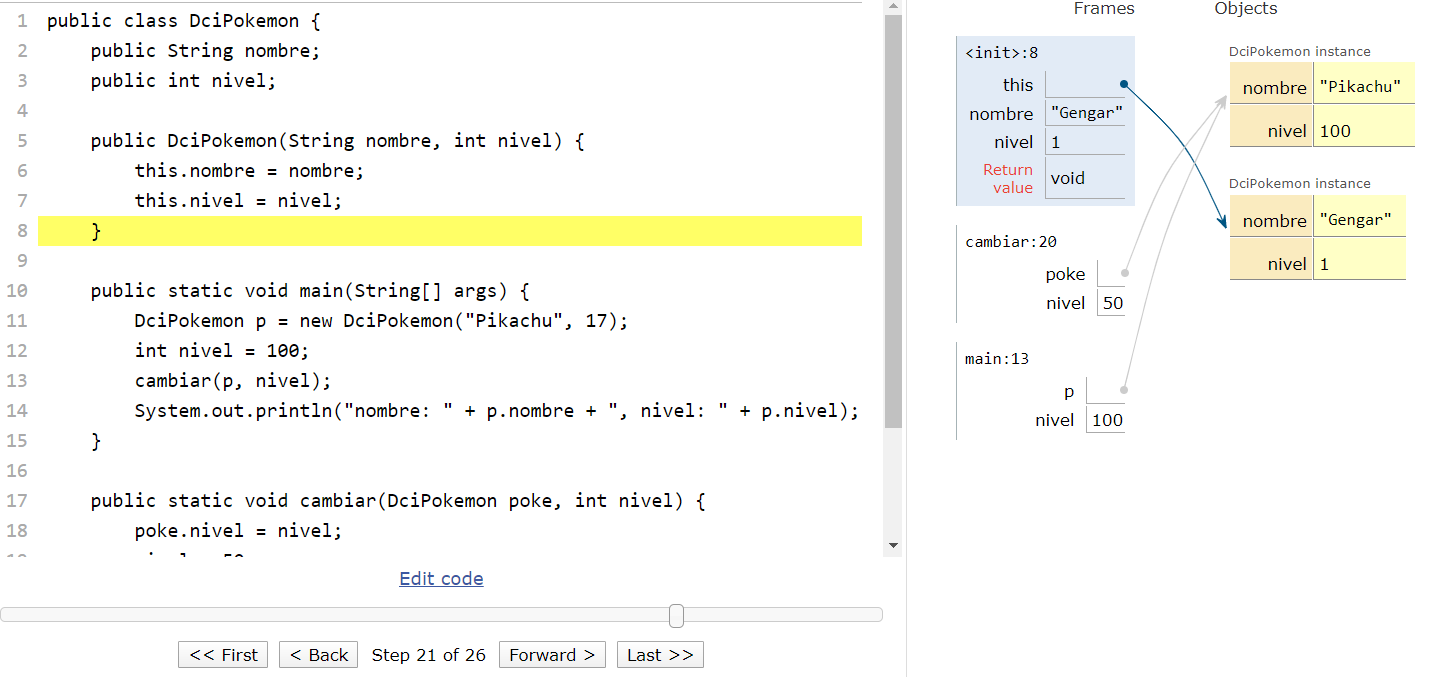 1 public class DciPokemon {
2 public String nombre;
3 public int nivel;
4
5 public DciPokemon(String nombre, int nivel) {
6 this.nombre = nombre;
7 this.nivel = nivel;
8 }
9
10 public static void main(String[] args) {
11 DciPokemon p = new DciPokemon("Pikachu", 17);
12 int nivel = 100;
13 cambiar(p, nivel);
14 System.out.println("nombre: " + p.nombre + ", nivel: " + p.nivel);
15 }
16
17 public static void cambiar(DciPokemon poke, int nivel) {
18 poke.nivel = nivel;
Edit code
<< First < Back Step 21 of 26 Forward > Last >>
Frames Objects
<init>:8
this
nombre "Gengar"
nivel 1
Return
value void
cambiar:20
poke
nivel 50
main:13
p
nivel 100
DciPokemon instance
nombre "Pikachu"
nivel 100
DciPokemon instance
nombre "Gengar"
nivel 1